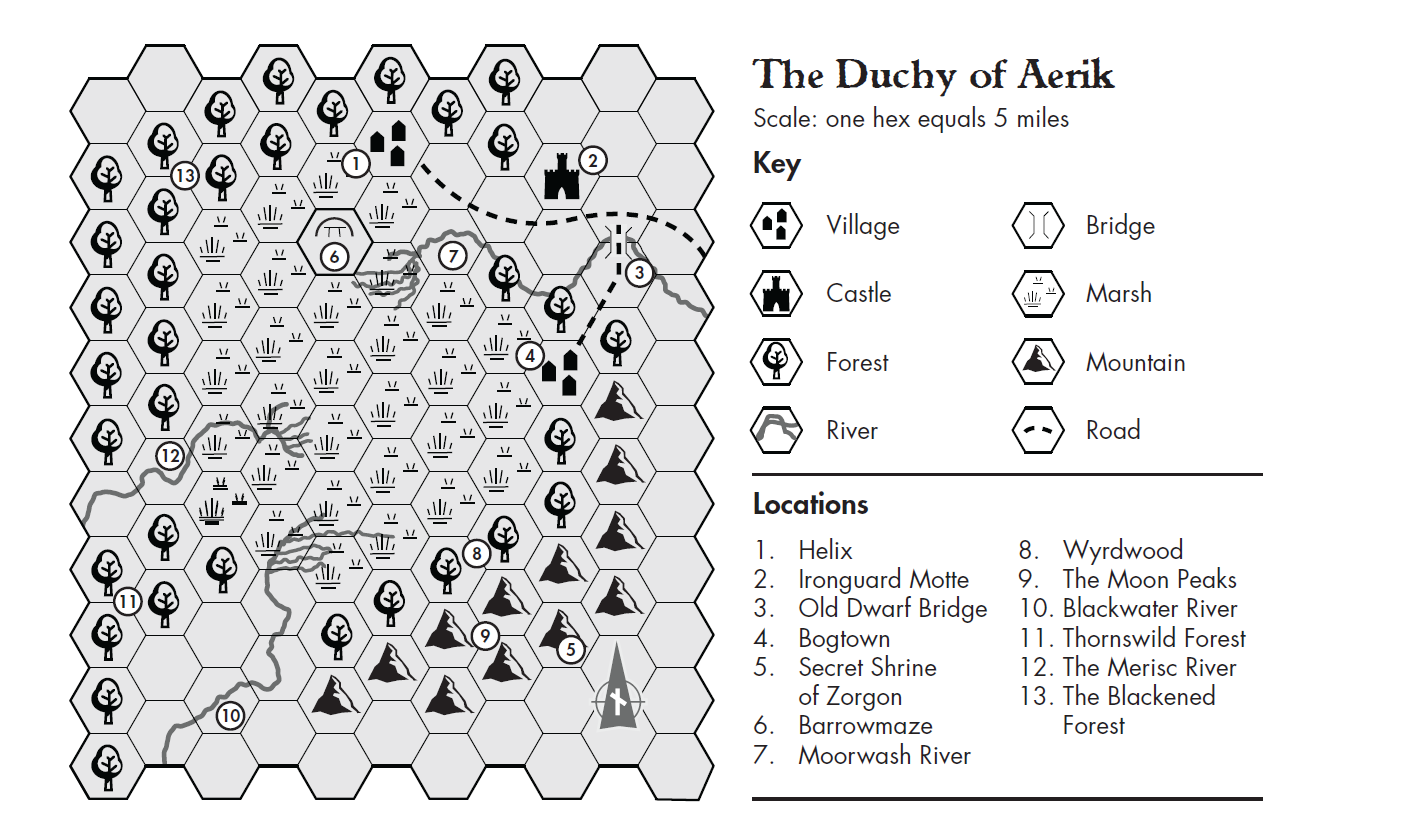 The Duchy of Aerik
Scale: one hex equals 5 miles
Key
Village
Bridge
Castle
Marsh
Forest
Mountain
River
Road
Locations
1. Helix
2. Ironguard Motte
3. Old Dwarf Bridge
4. Bogtown
5. Secret Shrine
of Zorgon
6. Barrowmaze
7. Moorwash River
8. Wyrdwood
9. The Moon Peaks
10. Blackwater River
11. Thornswild Forest
12. The Merisc River
13. The Blackened
Forest
1
2
13
6
7
3
4
12
8
11
9
5
10